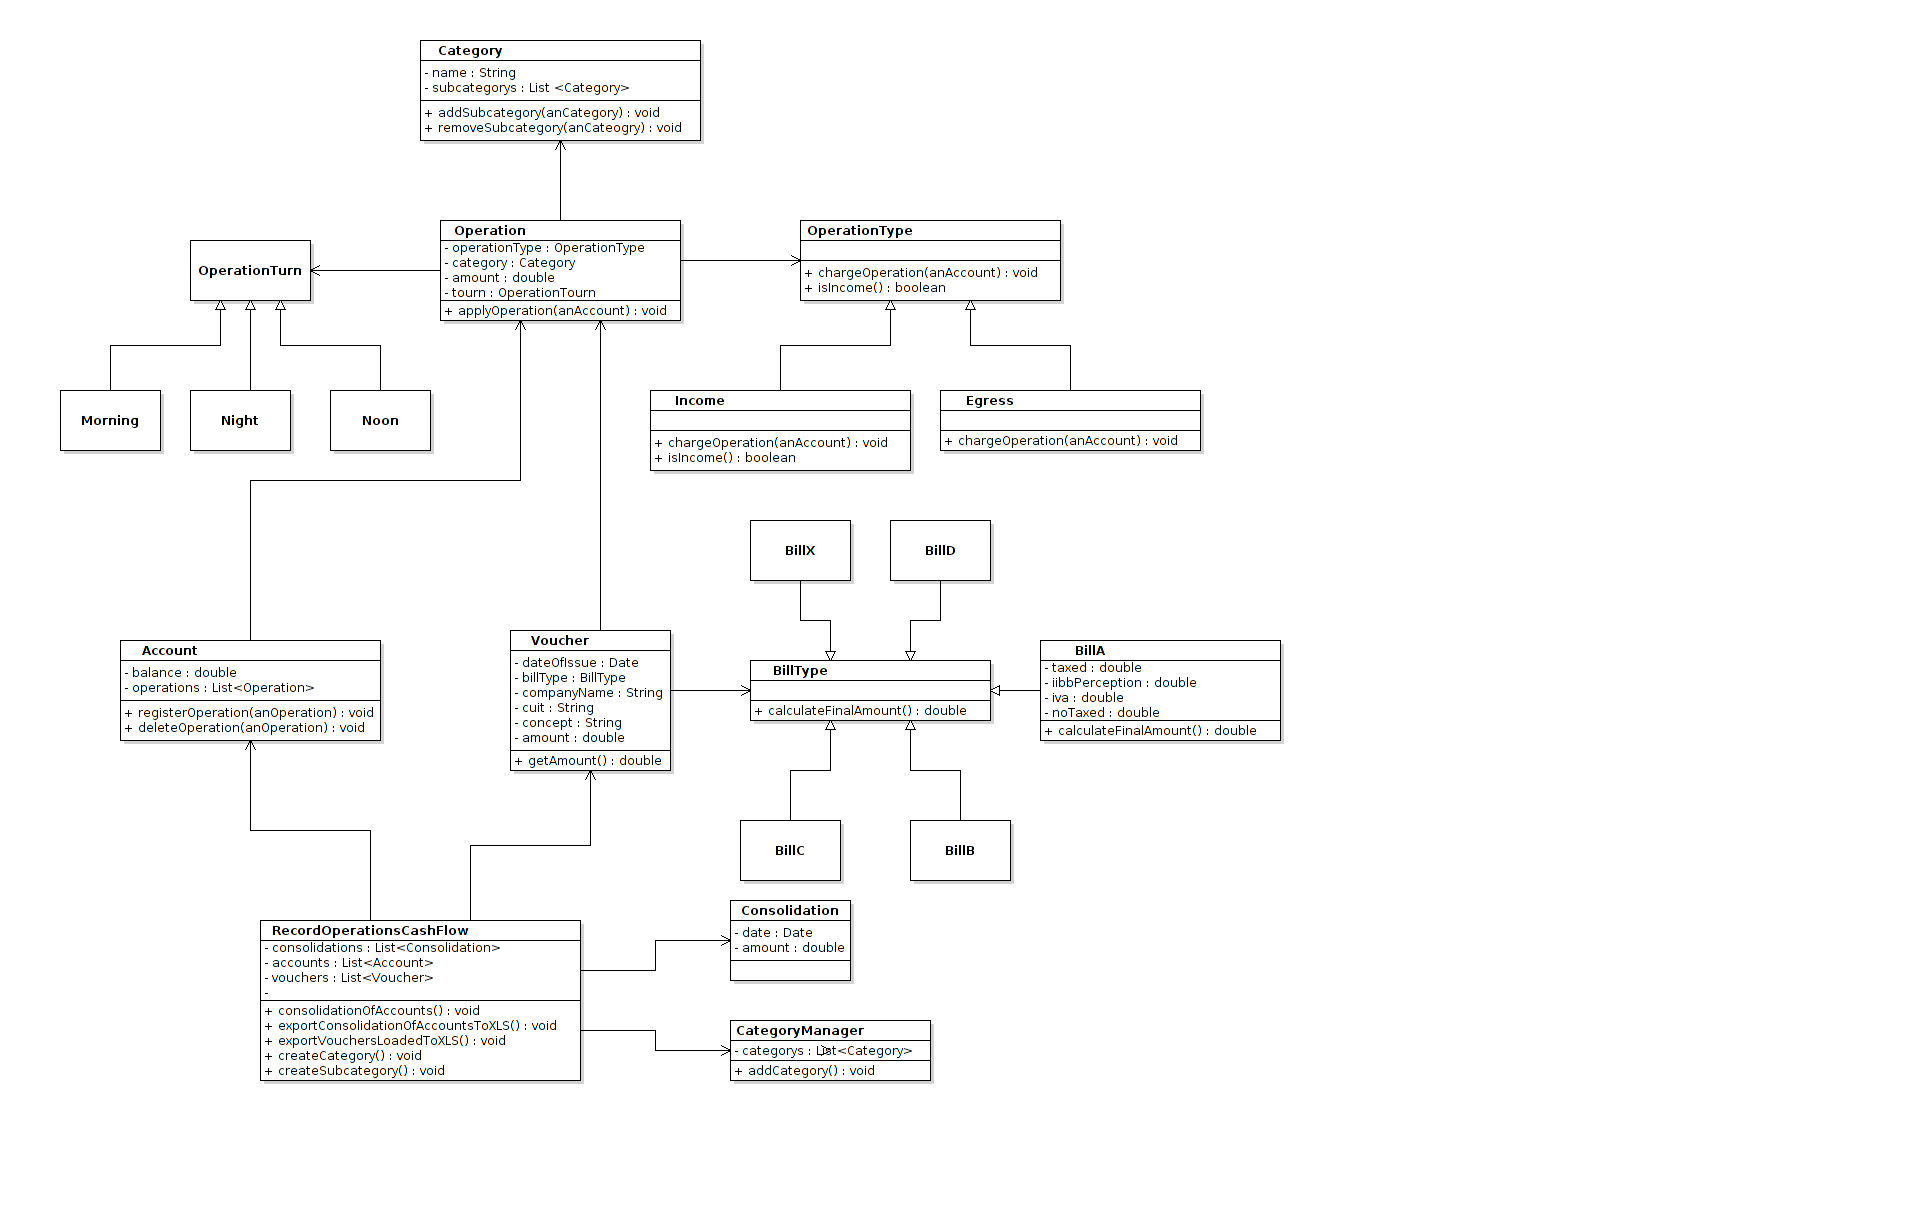 Category
- name : String
- subcategorys : List <Category>
+ addSubcategory(anCategory) : void
+ removeSubcategory(anCateogry) : void
OperationTurn
Operation
- operationType : OperationType
- category : Category
- amount : double
- tourn : OperationTourn
+ applyOperation(anAccount) : void
OperationType
+ chargeOperation(anAccount) : void
+ isIncome() : boolean
Morning
Night
Noon
Income
+ chargeOperation(anAccount) : void
+ isIncome() : boolean
Egress
+ chargeOperation(anAccount) : void
BillX
BillD
Account
- balance : double
- operations : List<Operation>
+ registerOperation(anOperation) : void
+ deleteOperation(anOperation) : void
Voucher
- dateOfIssue : Date
- billType : BillType
- companyName : String
- cuit : String
- concept : String
- amount : double
+ getAmount() : double
BillType
+ calculateFinalAmount() : double
BillA
- taxed : double
- iibbPerception : double
- iva : double
- noTaxed : double
+ calculateFinalAmount() : double
BillC
BillB
RecordOperationsCashFlow
- consolidations : List<Consolidation>
- accounts : List<Account>
- vouchers : List<Voucher>
-
+ consolidationOfAccounts() : void
+ exportConsolidationOfAccountsToXLS() : void
+ exportVouchersLoadedToXLS() : void
+ createCategory() : void
+ createSubcategory() : void
Consolidation
- date : Date
- amount : double
CategoryManager
- categorys : List<Category>
+ addCategory() : void